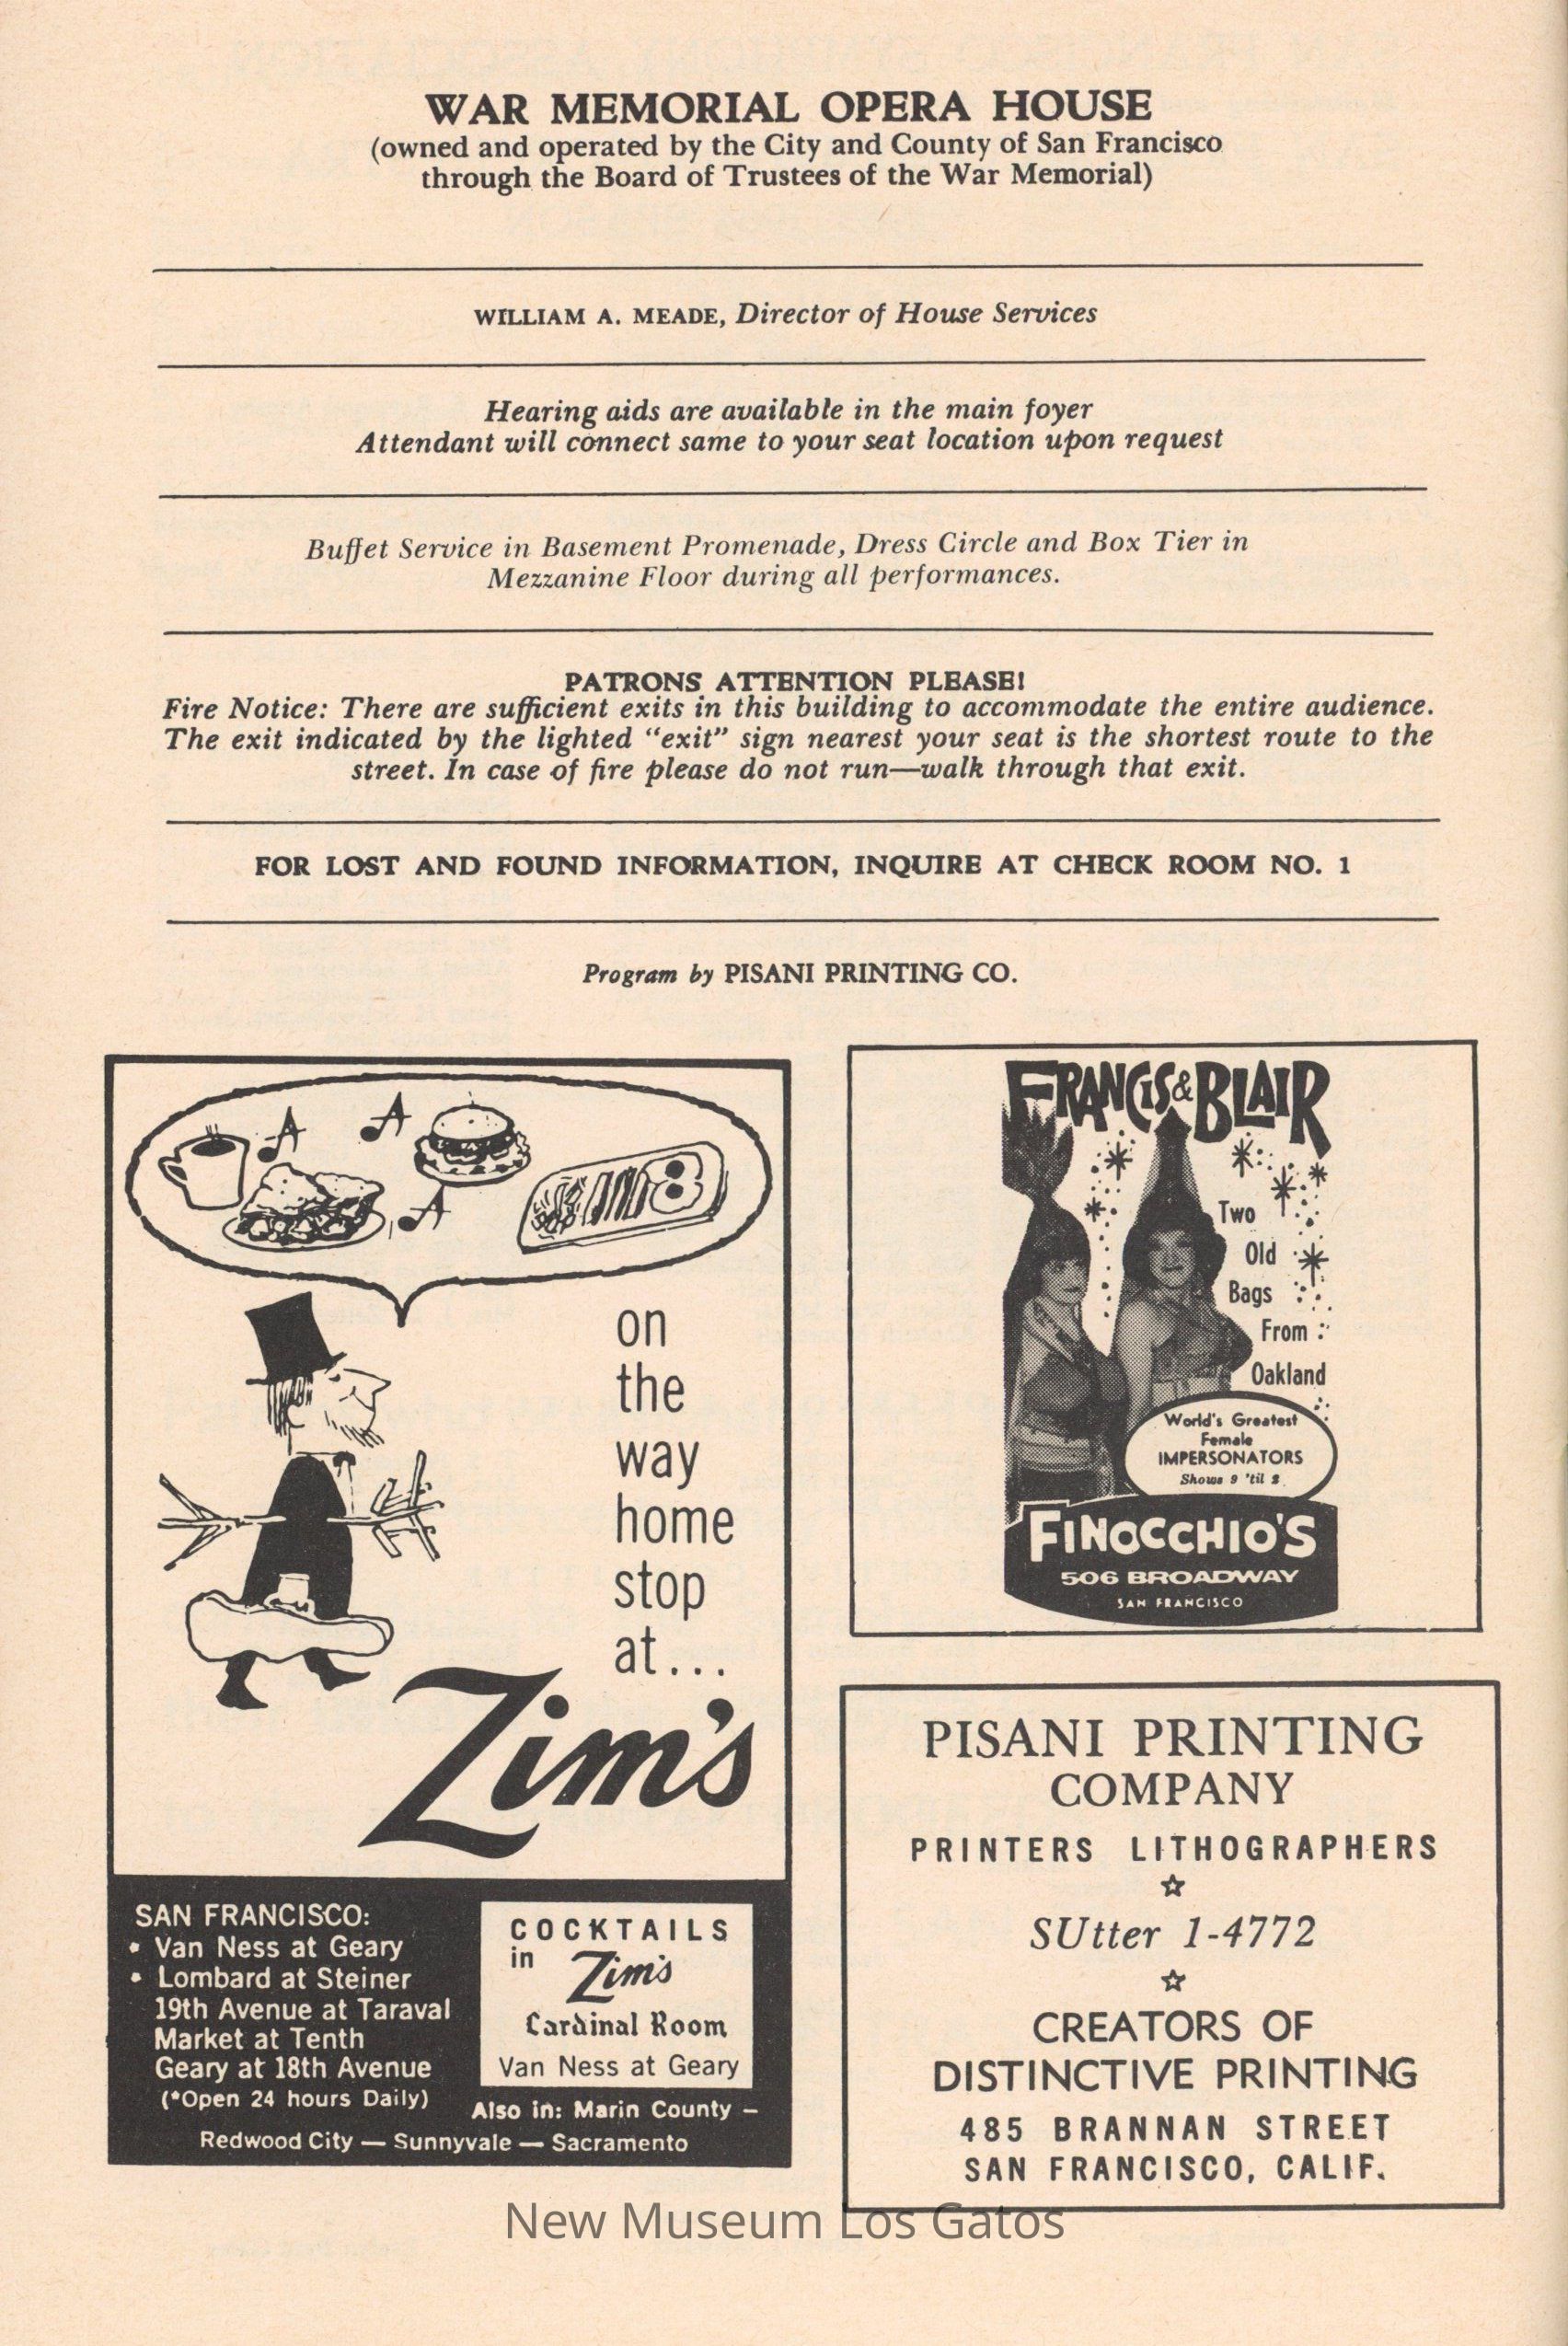 WAR MEMORIAL OPERA HOUSE
(owned and operated by the City and County of San Francisco
through the Board of Trustees of the War Memorial)
WILLIAM A. MEADE, Director of House Services
Hearing aids are available in the main foyer
Attendant will connect same to your seat location upon request
Buffet Service in Basement Promenade, Dress Circle and Box Tier in
Mezzanine Floor during all performances.
PATRONS ATTENTION PLEASE!
Fire Notice: There are sufficient exits in this building to accommodate the entire audience.
The exit indicated by the lighted “exit” sign nearest your seat is the shortest route to the
street. In case of fire please do not run—walk through that exit.
FOR LOST AND FOUND INFORMATION, INQUIRE AT CHECK ROOM NO. 1
Program by PISANI PRINTING CO.
on
the
way
home
stop
at...
Zim's
SAN FRANCISCO:
• Van Ness at Geary
• Lombard at Steiner
19th Avenue at Taraval
Market at Tenth
Geary at 18th Avenue
(*Open 24 hours Daily)
COCKTAILS
in Zim's
Cardinal Room
Van Ness at Geary
Also in: Marin County —
Redwood City — Sunnyvale — Sacramento
FRANCIS & BLAIR
Two
Old
Bags
From
Oakland
World's Greatest
Female
IMPERSONATORS
Shows 9 'til 2
FINOCCHIO'S
506 BROADWAY
SAN FRANCISCO
PISANI PRINTING
COMPANY
PRINTERS LITHOGRAPHERS
SUtter 1-4772
CREATORS OF
DISTINCTIVE PRINTING
485 BRANNAN STREET
SAN FRANCISCO, CALIF.
New Museum Los Gatos